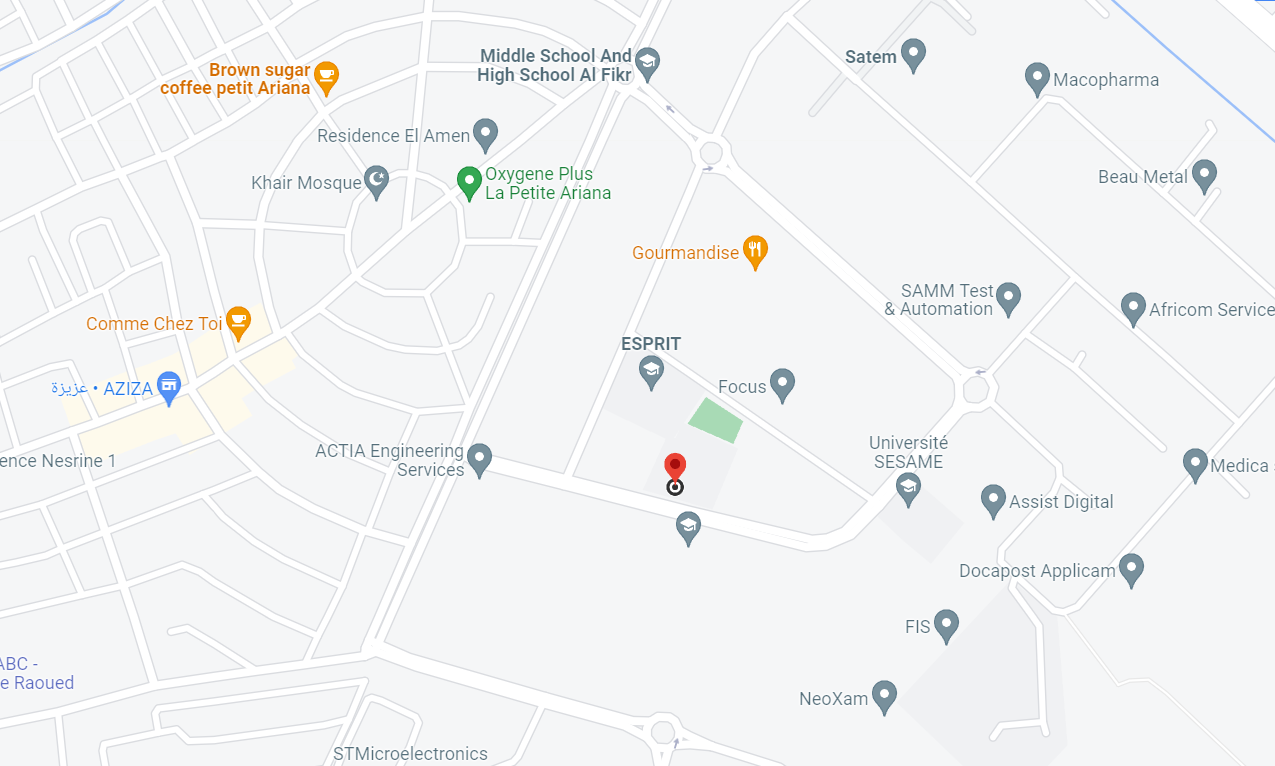 Middle School And
High School Al Fikr
Satem
Brown sugar
coffee petit Ariana
Macopharma
Residence El Amen
Khair Mosque
Oxygene Plus
La Petite Ariana
Beau Metal
Gourmandise
SAMM Test
& Automation
Africom Service
Comme Chez Toi
ESPRIT
Focus
عزيزة • AZIZA
Université
SESAME
ACTIA Engineering
Services
ence Nesrine 1
Medica
Assist Digital
Docapost Applicam
FIS
ABC -
e Raoued
NeoXam
STMicroelectronics